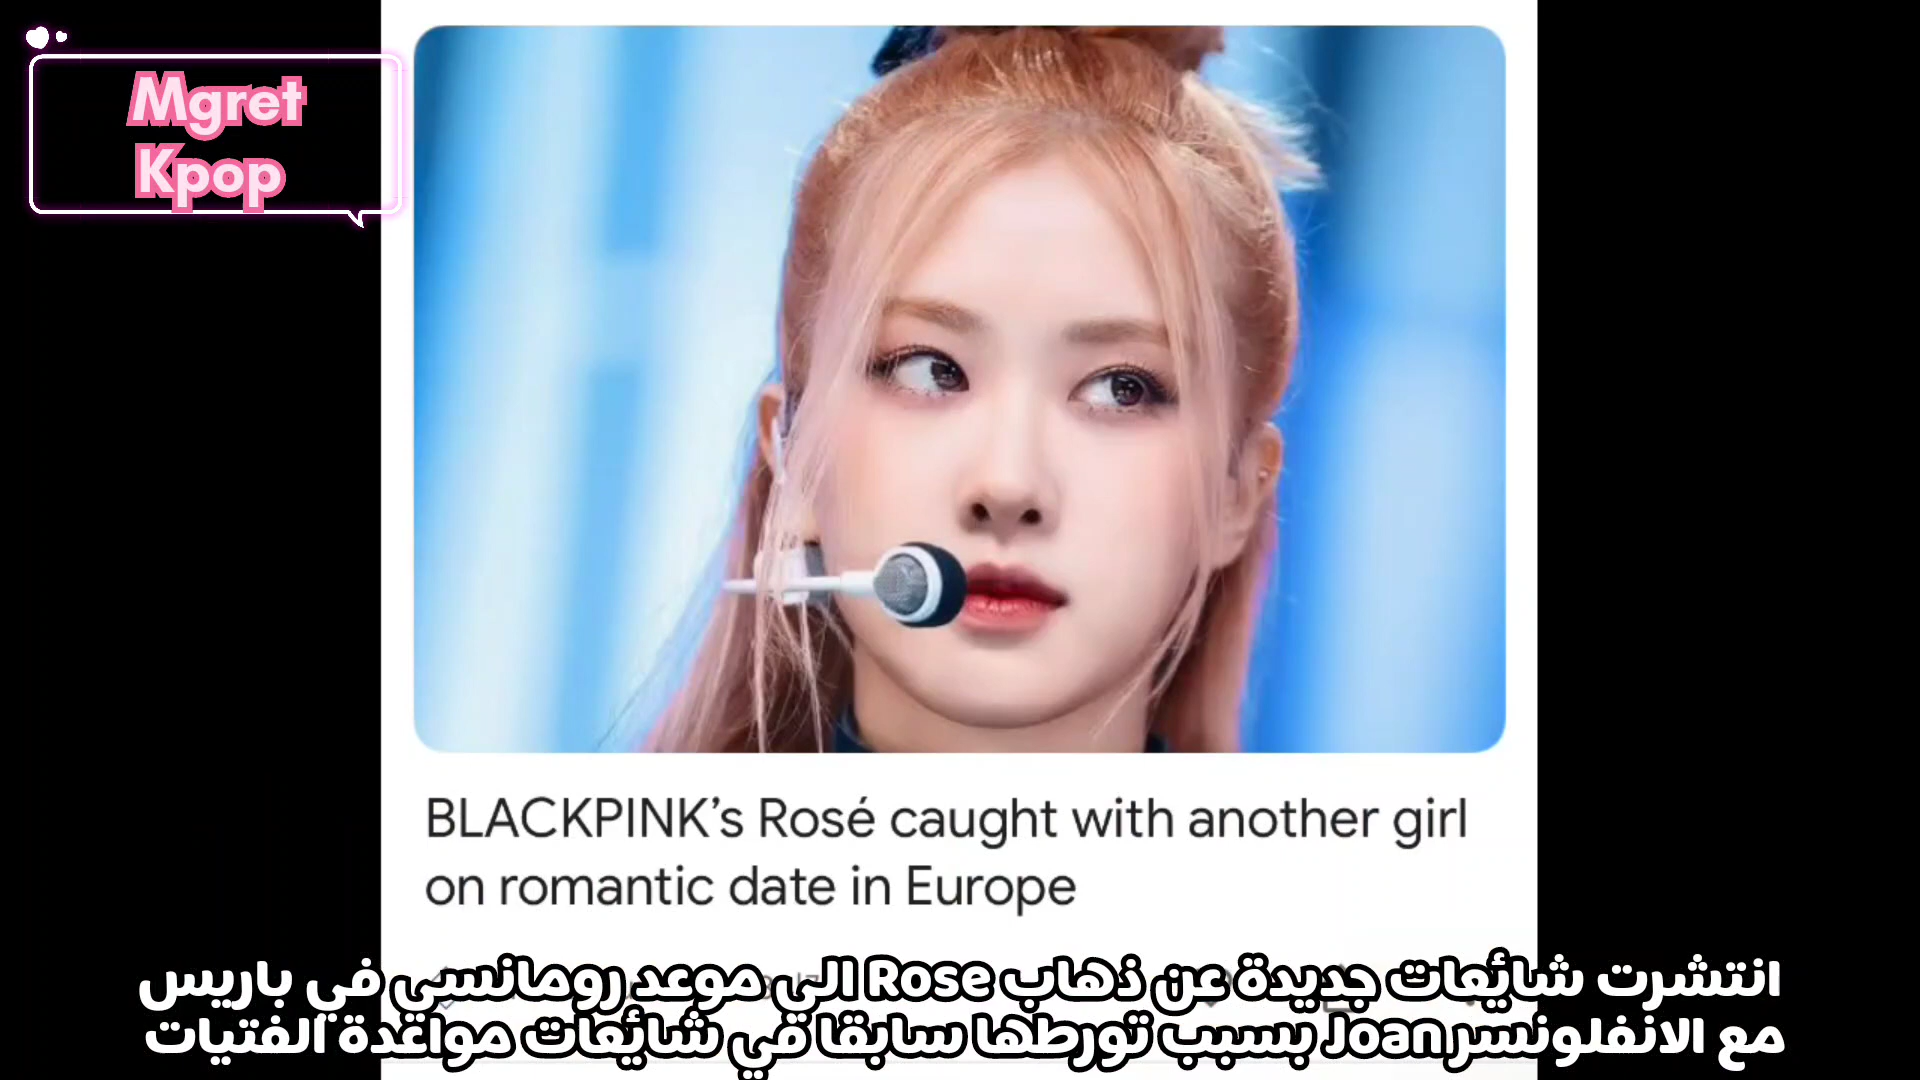 Mgret
Kpop
BLACKPINK’s Rosé caught with another girl
on romantic date in Europe
انتشرت شائعات جديدة عن ذهاب Rose الي موعد رومانسي في باريس
مع الانفلونسر Joan بسبب تورطها سابقا في شائعات مواعدة الفتيات